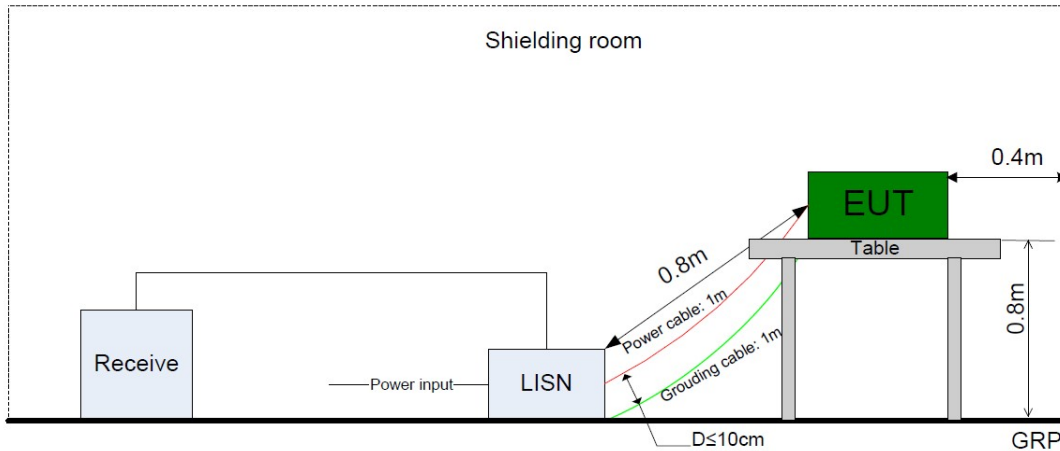 Shielding room
0.4m
EUT
Table
0.8m
Power cable: 1m
0.8m
Receive
Grouding cable: 1m
Power input
LISN
D≤10cm
GRP